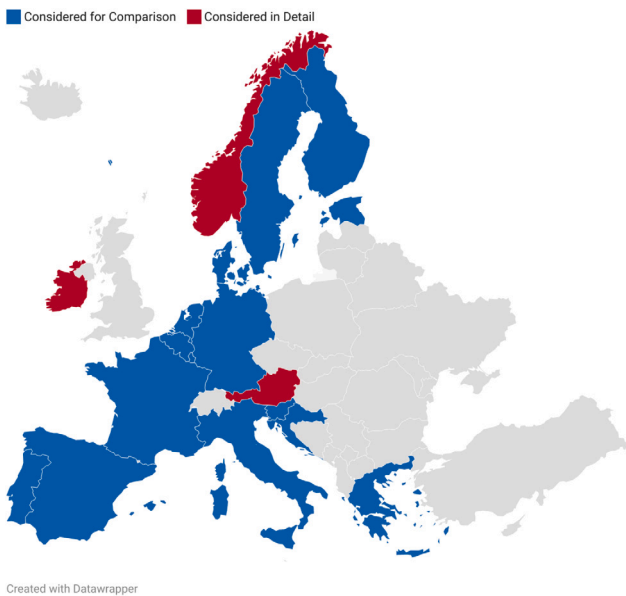 Considered for Comparison Considered in Detail
Created with Datawrapper